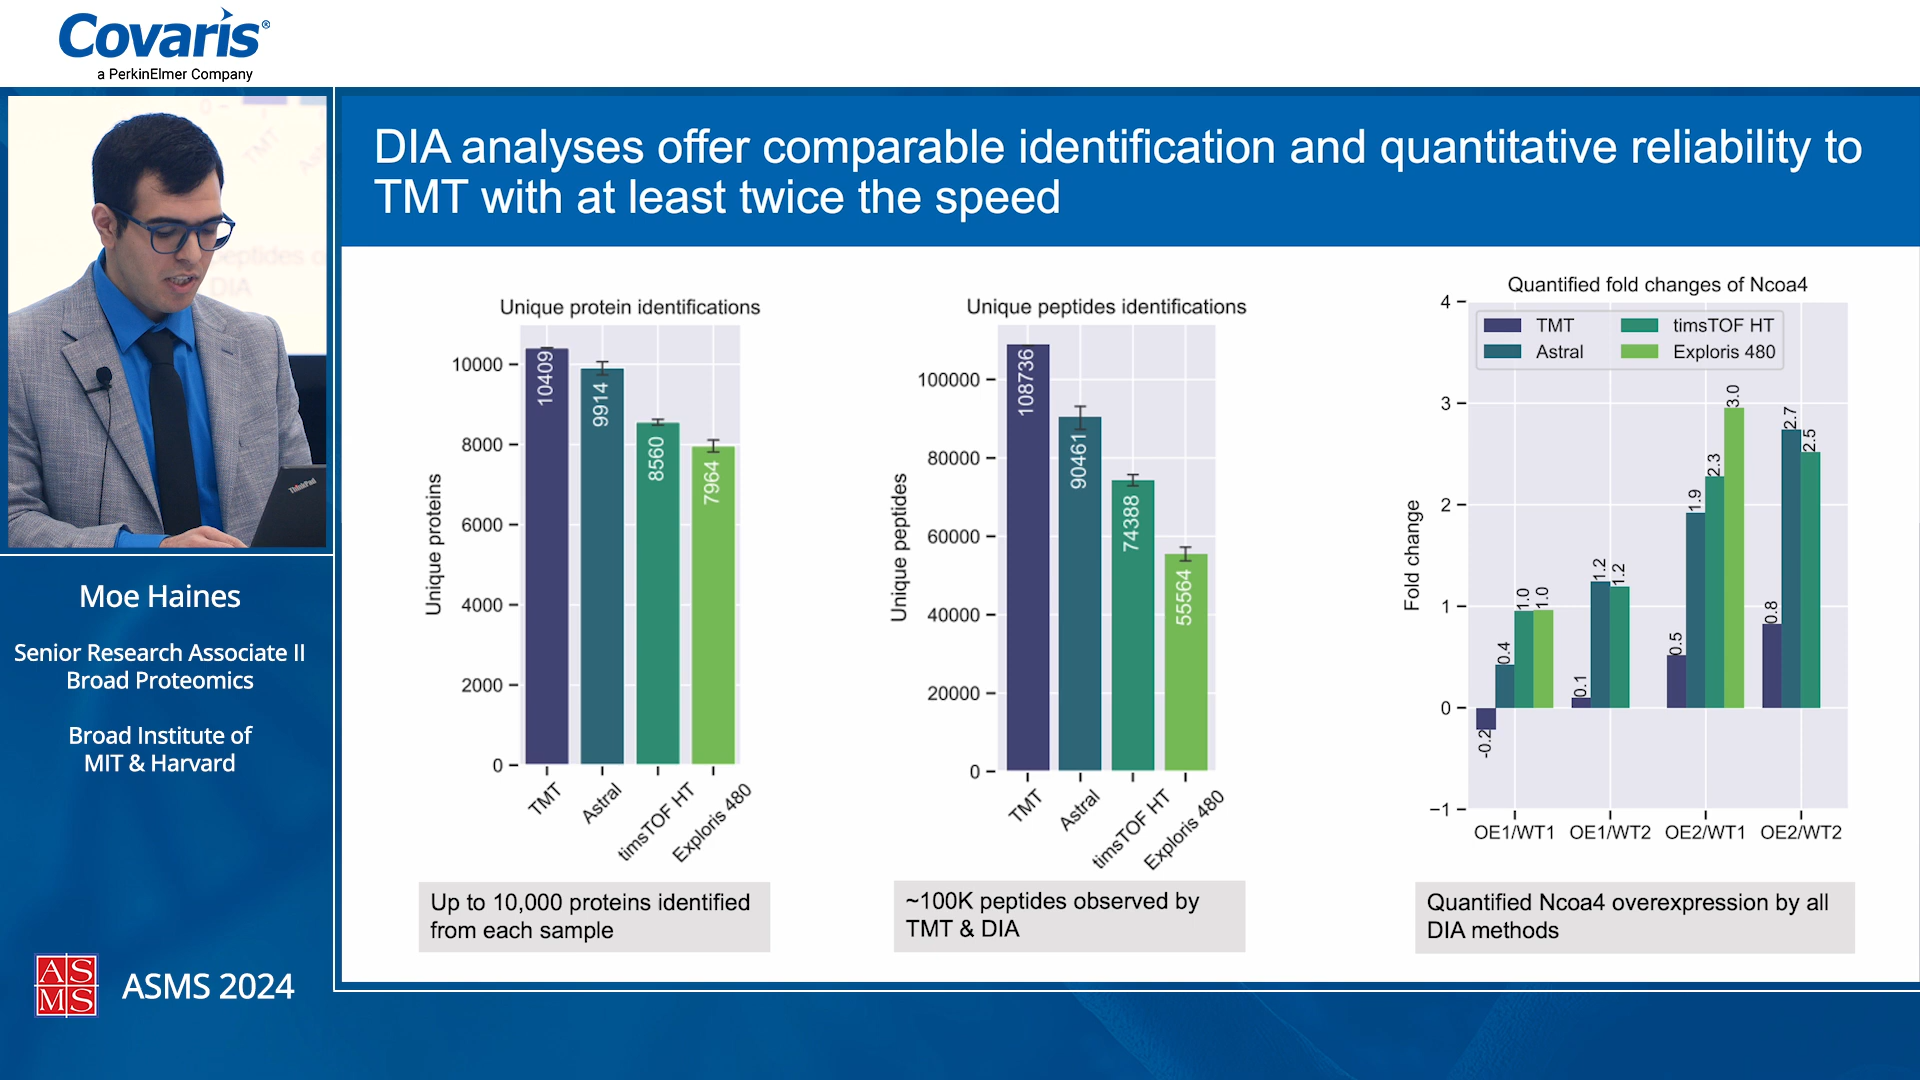 Covaris®
a PerkinElmer Company
DIA analyses offer comparable identification and quantitative reliability to
TMT with at least twice the speed
ThinkPad
Moe Haines
Senior Research Associate II
Broad Proteomics
Broad Institute of
MIT & Harvard
AS
MS
ASMS 2024
Unique protein identifications
Unique proteins
10000
8000
6000
4000
2000
0
10409
9914
8560
7964
TMT
Astral
timsTOF HT
Exploris 480
Up to 10,000 proteins identified
from each sample
Unique peptides identifications
Unique peptides
100000
80000
60000
40000
20000
0
108736
90461
74388
55564
TMT
Astral
timsTOF HT
Exploris 480
~100K peptides observed by
TMT & DIA
Quantified fold changes of Ncoa4
TMT
Astral
timsTOF HT
Exploris 480
Fold change
4
3
2
1
0
−1
-0.2
0.4
1.0
1.0
0.1
1.2
1.2
0.5
1.9
2.3
3.0
0.8
2.7
2.5
OE1/WT1
OE1/WT2
OE2/WT1
OE2/WT2
Quantified Ncoa4 overexpression by all
DIA methods